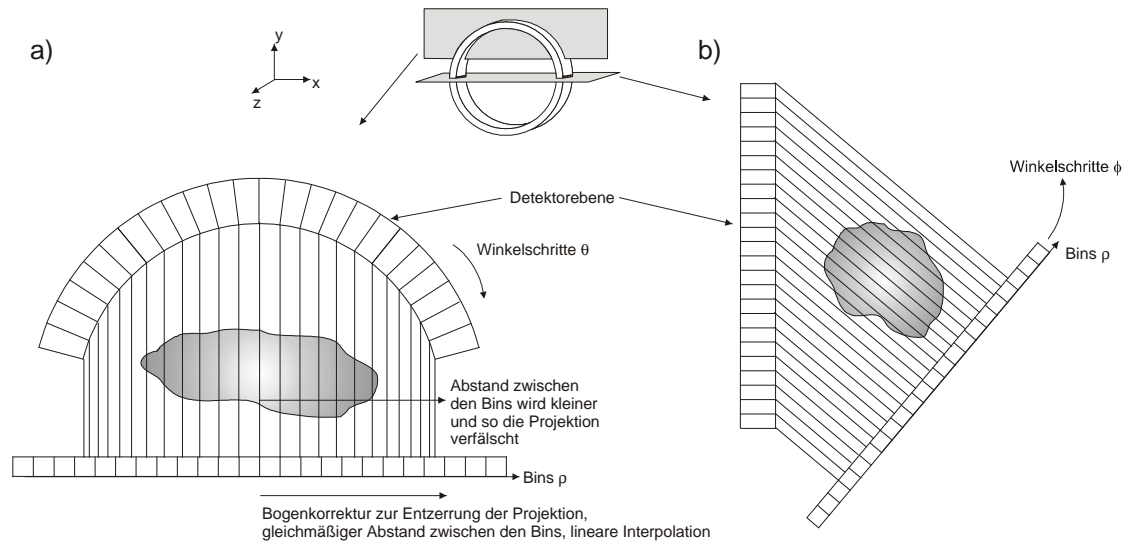 a)
y
x
z
b)
Detektorebene
Winkelschritte θ
Winkelschritte ϕ
Bins ρ
Abstand zwischen
den Bins wird kleiner
und so die Projektion
verfälscht
Bins ρ
Bogenkorrektur zur Entzerrung der Projektion,
gleichmäßiger Abstand zwischen den Bins, lineare Interpolation